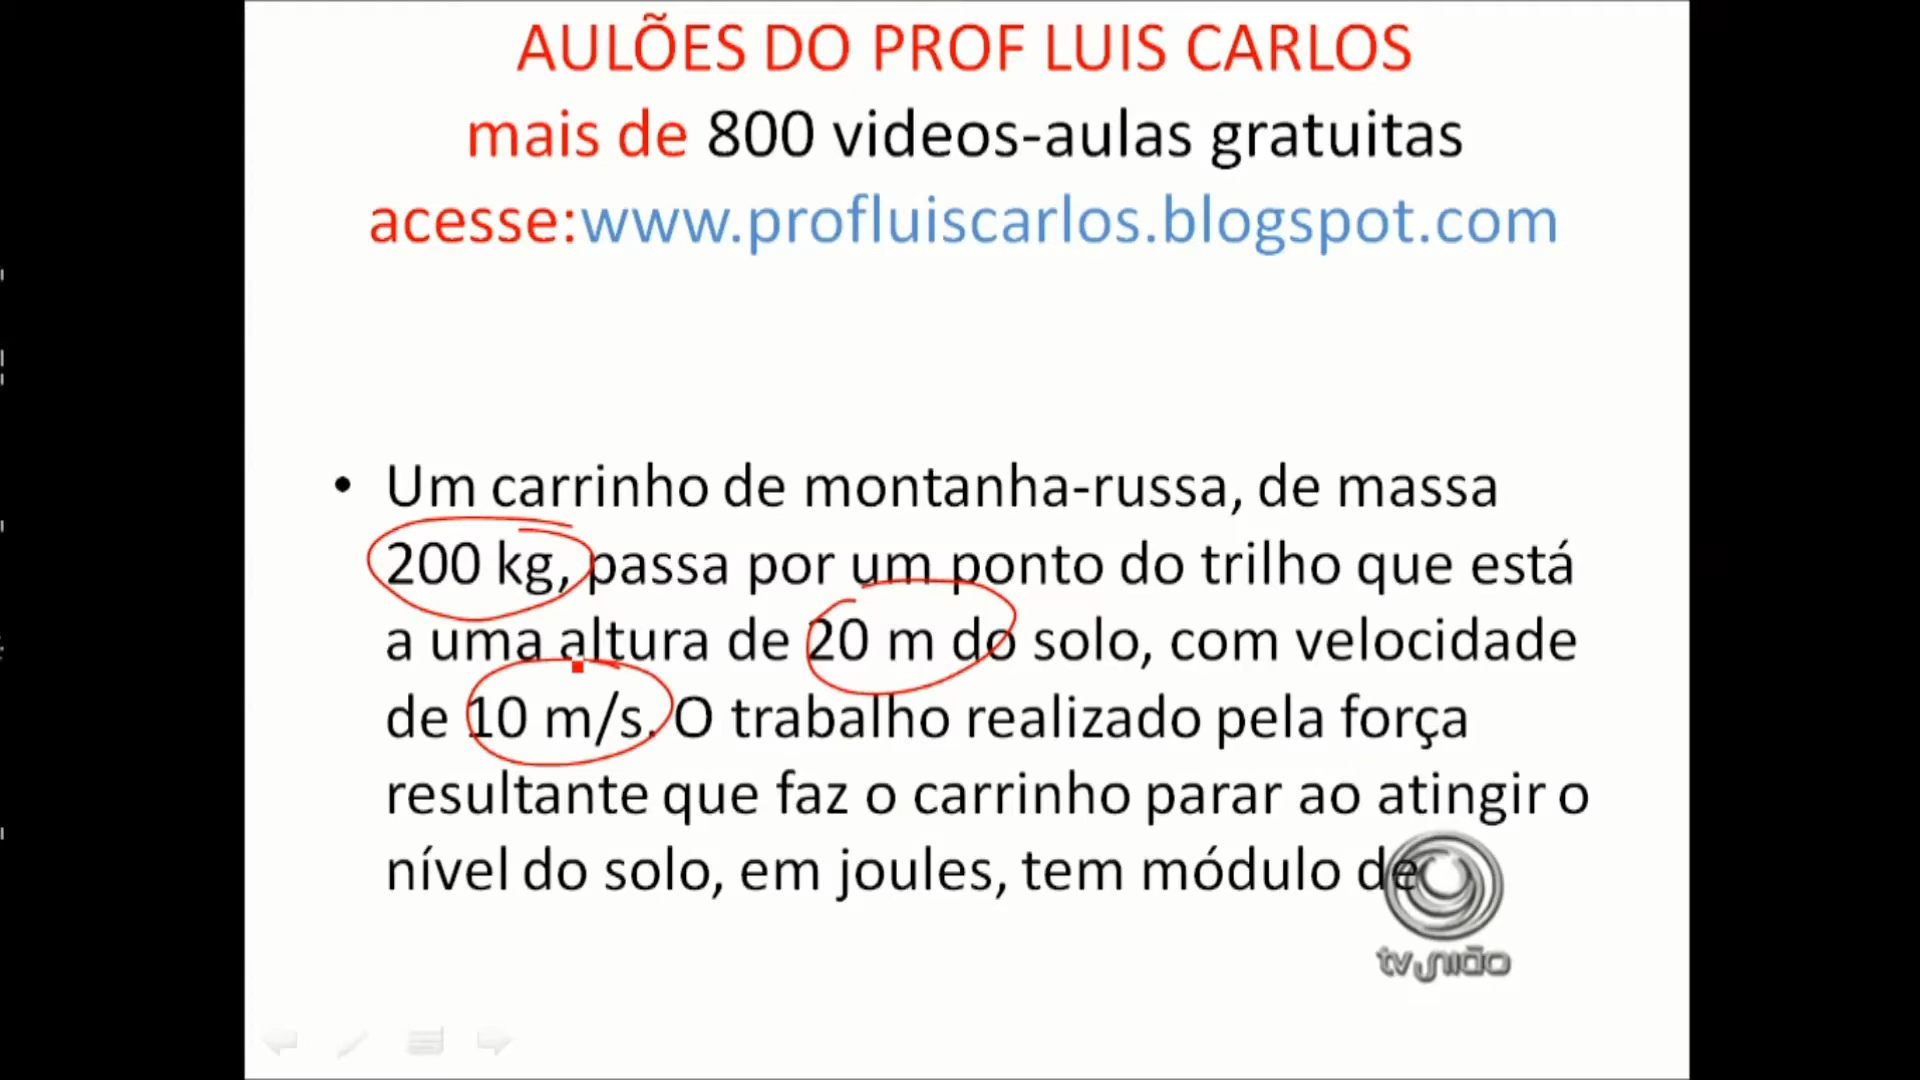 AULÕES DO PROF LUIS CARLOS
mais de 800 videos-aulas gratuitas
acesse:www.profluiscarlos.blogspot.com
• Um carrinho de montanha-russa, de massa
200 kg, passa por um ponto do trilho que está
a uma altura de 20 m do solo, com velocidade
de 10 m/s. O trabalho realizado pela força
resultante que faz o carrinho parar ao atingir o
nível do solo, em joules, tem módulo de
tv união